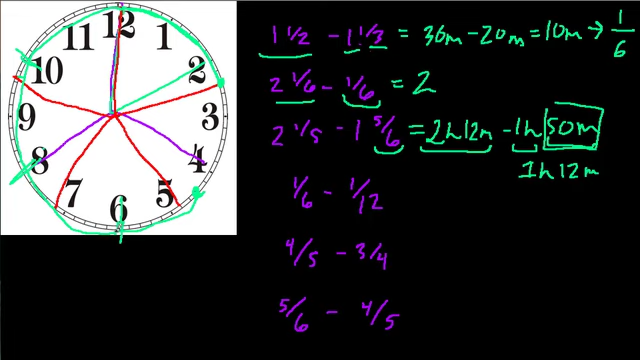 12
11
1
10
2
9
3
8
4
7
5
6
1 1/2 - 1 1/3 = 30m - 20m = 10m → 1/6
2 1/6 - 1/6 = 2
2 1/5 - 1 5/6 = 2h 12m - 1h 50m
1h 12m
1/6 - 1/12
4/5 - 3/4
5/6 - 4/5